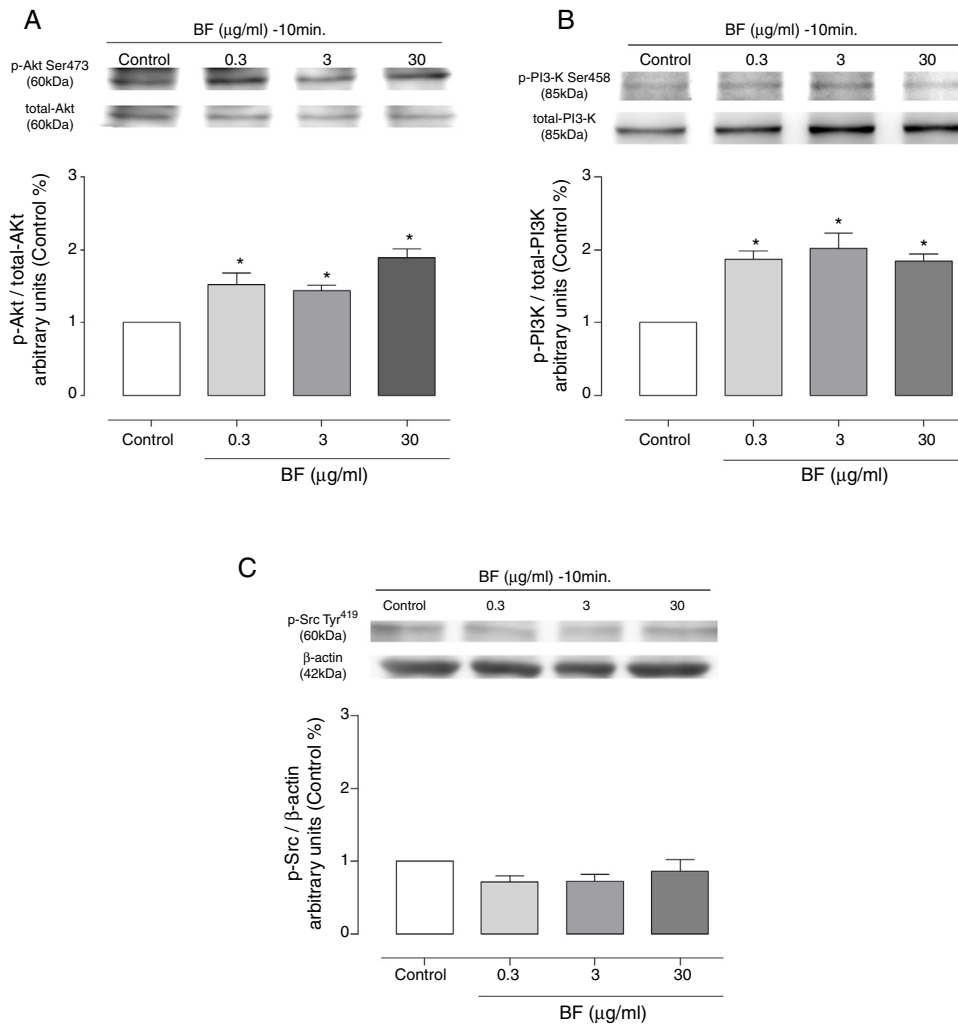 A
BF (μg/ml) -10min.
Control 0.3 3 30
p-Akt Ser473
(60kDa)
total-Akt
(60kDa)
p-Akt / total-AKt
arbitrary units (Control %)
3
2
1
0
* * *
Control 0.3 3 30
BF (μg/ml)
B
BF (μg/ml) -10min.
Control 0.3 3 30
p-PI3-K Ser458
(85kDa)
total-PI3-K
(85kDa)
p-PI3K / total-PI3K
arbitrary units (Control %)
3
2
1
0
* * *
Control 0.3 3 30
BF (μg/ml)
C
BF (μg/ml) -10min.
Control 0.3 3 30
p-Src Tyr419
(60kDa)
β-actin
(42kDa)
p-Src / β-actin
arbitrary units (Control %)
3
2
1
0
Control 0.3 3 30
BF (μg/ml)